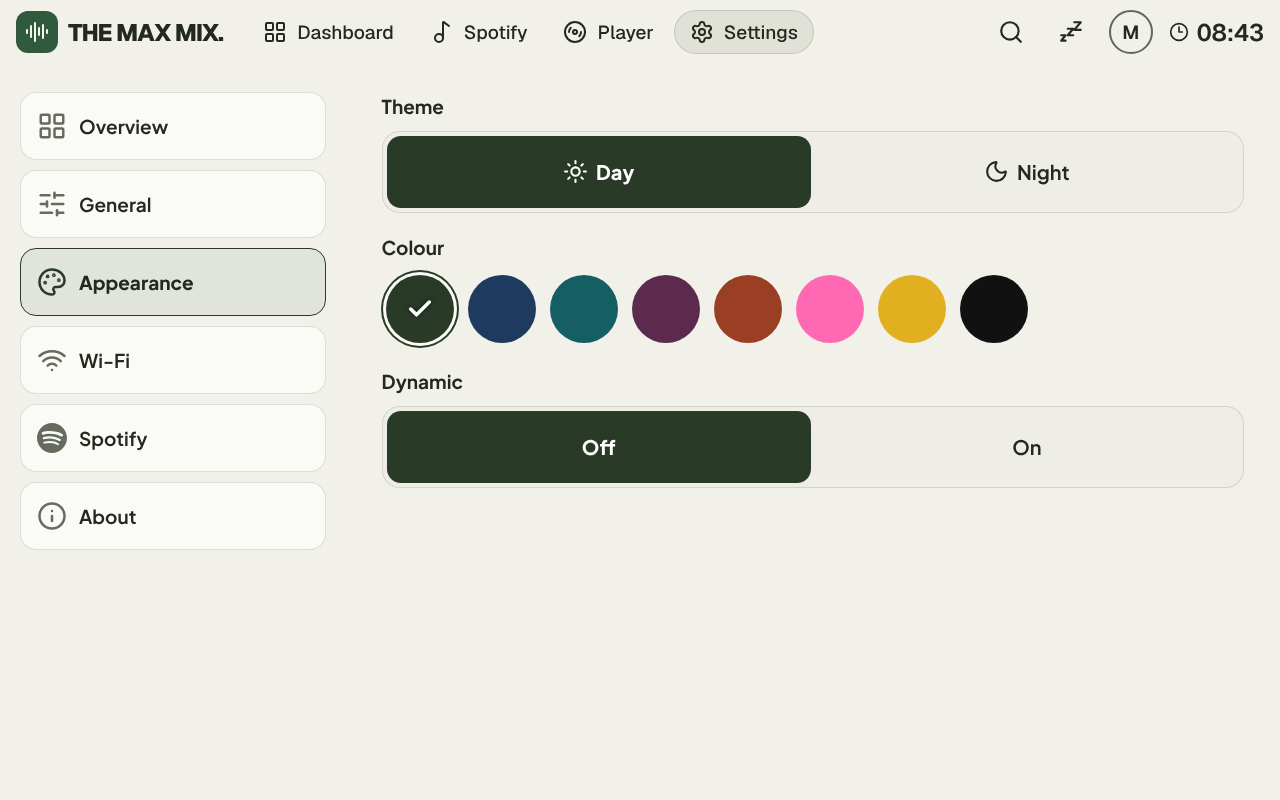 THE MAX MIX.
Dashboard
Spotify
Player
Settings
M
08:43
Overview
General
Appearance
Wi-Fi
Spotify
About
Theme
Day
Night
Colour
Dynamic
Off
On